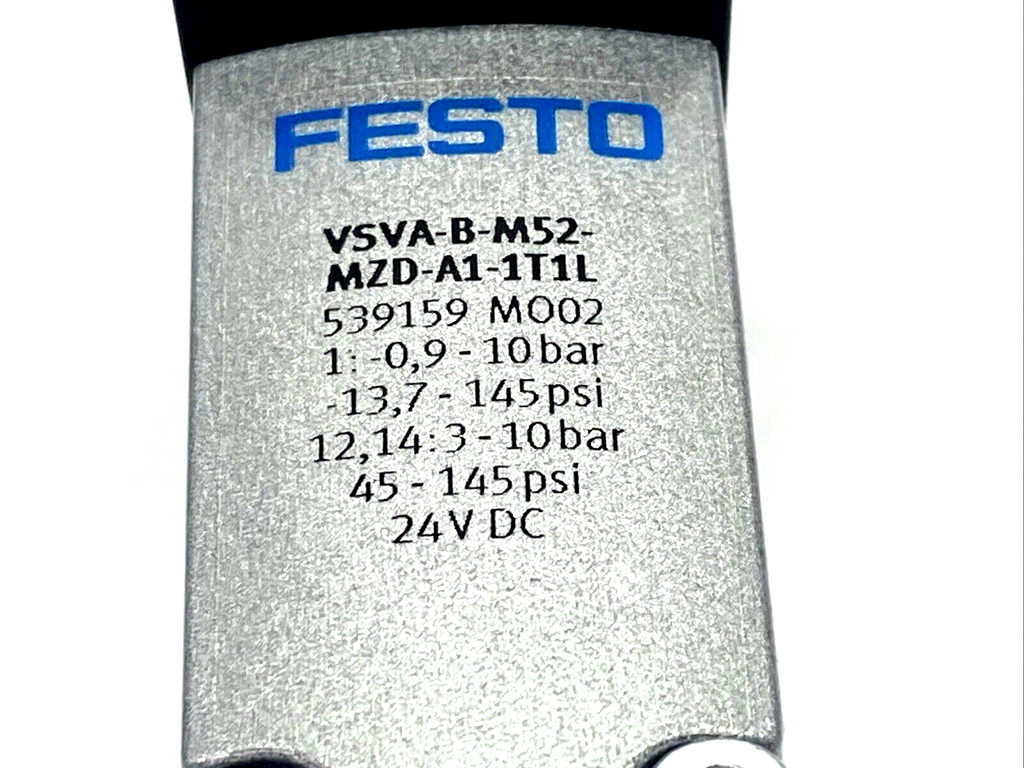 FESTO
VSVA-B-M52-
MZD-A1-1T1L
539159 MO02
1: -0,9 - 10 bar
-13,7 - 145 psi
12,14: 3 - 10 bar
45 - 145 psi
24V DC